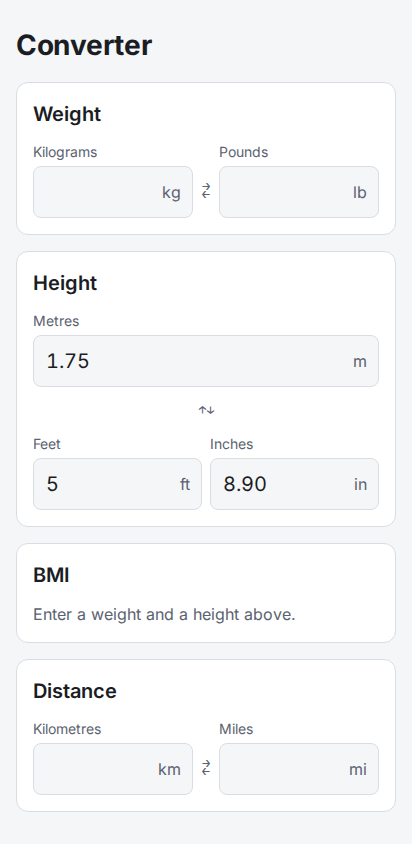 Converter
Weight
Kilograms Pounds
kg ⇄ lb
Height
Metres
1.75 m
↑↓
Feet Inches
5 ft 8.90 in
BMI
Enter a weight and a height above.
Distance
Kilometres Miles
km ⇄ mi